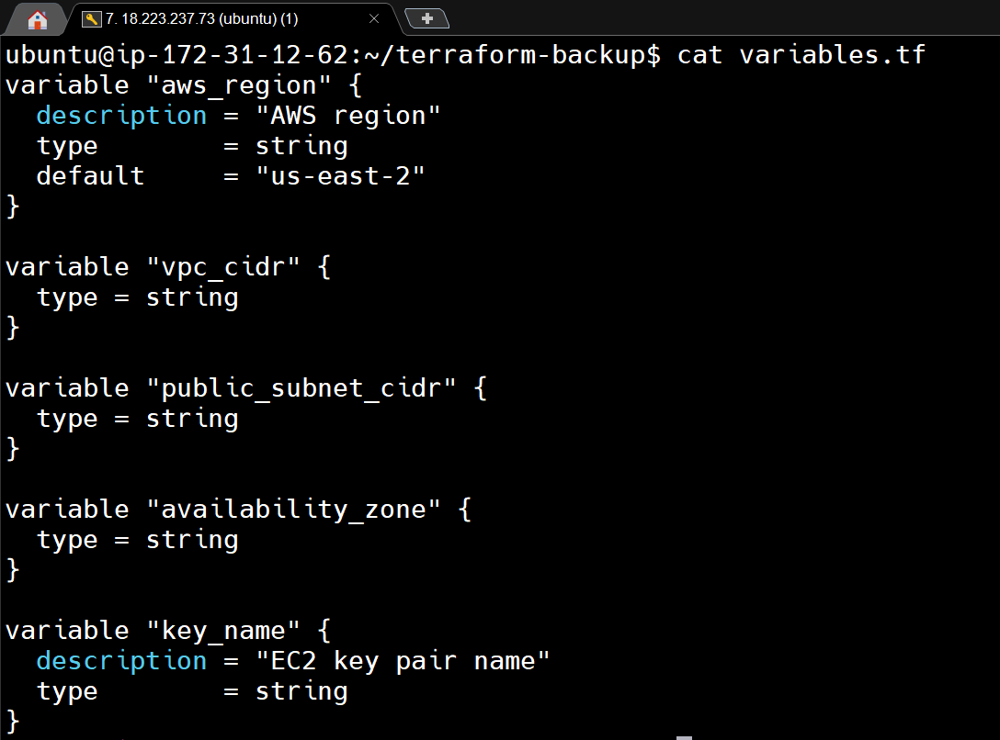 7. 18.223.237.73 (ubuntu) (1)
ubuntu@ip-172-31-12-62:~/terraform-backup$ cat variables.tf
variable "aws_region" {
  description = "AWS region"
  type        = string
  default     = "us-east-2"
}

variable "vpc_cidr" {
  type = string
}

variable "public_subnet_cidr" {
  type = string
}

variable "availability_zone" {
  type = string
}

variable "key_name" {
  description = "EC2 key pair name"
  type        = string
}